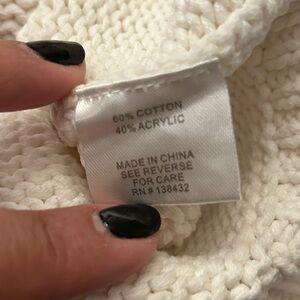 60% COTTON
40% ACRYLIC
MADE IN CHINA
SEE REVERSE
FOR CARE
RN # 138432